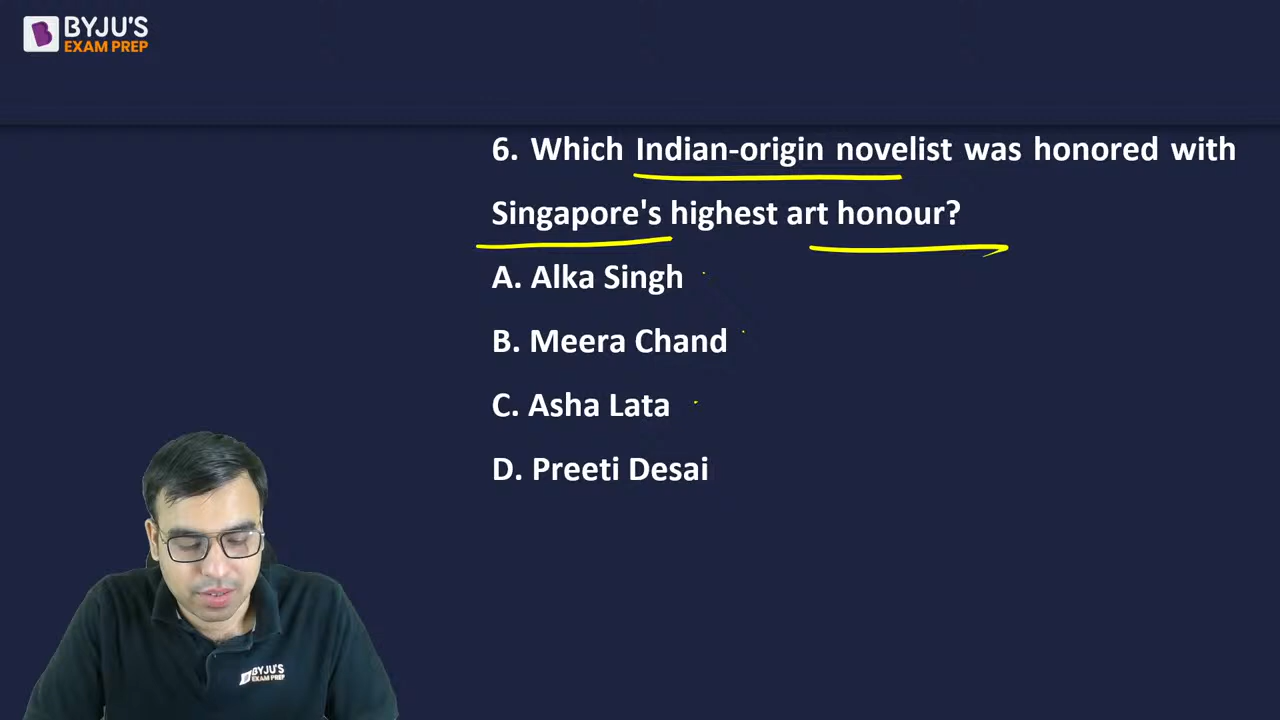 BYJU'S
EXAM PREP
6. Which Indian-origin novelist was honored with
Singapore's highest art honour?
A. Alka Singh
B. Meera Chand
C. Asha Lata
D. Preeti Desai
BYJU'S
EXAM PREP